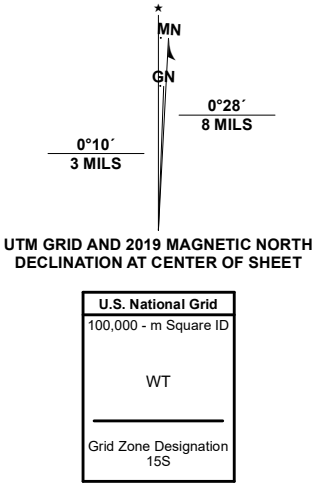 ★
MN
GN
0°28´
8 MILS
0°10´
3 MILS
UTM GRID AND 2019 MAGNETIC NORTH
DECLINATION AT CENTER OF SHEET
U.S. National Grid
100,000 - m Square ID
WT
Grid Zone Designation
15S